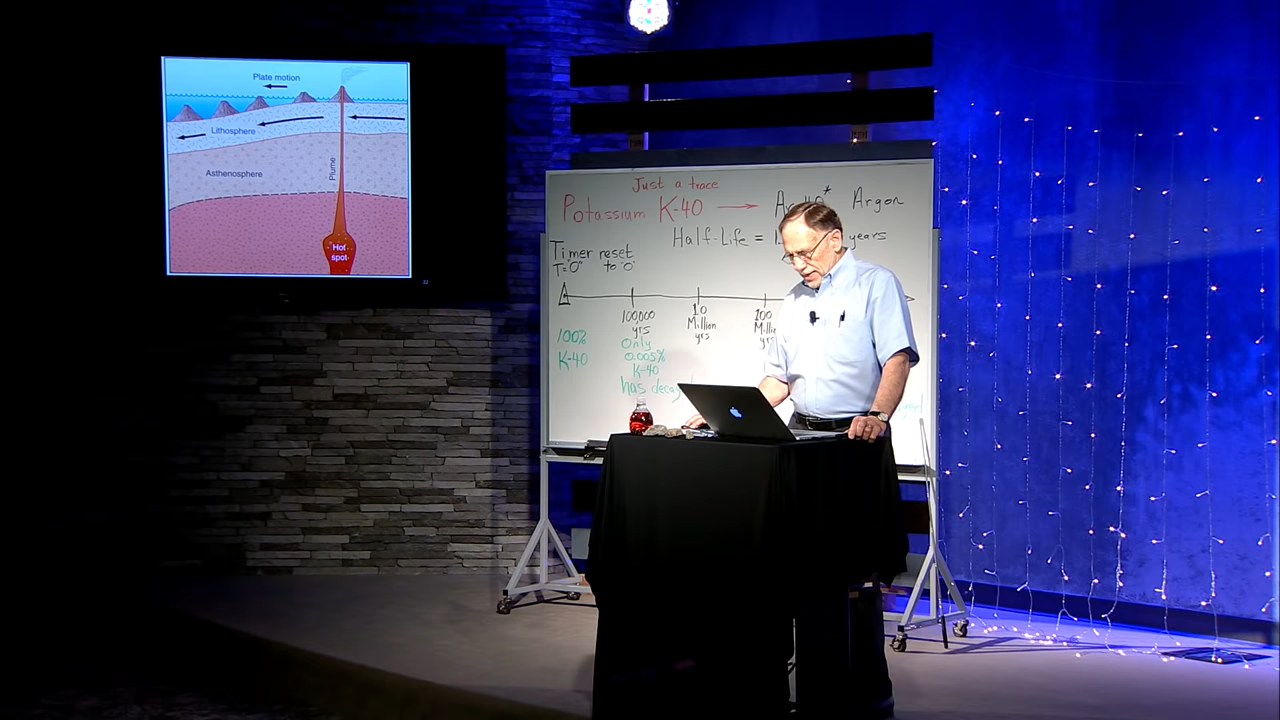 Plate motion
Lithosphere
Asthenosphere
Plume
Hot
spot
Just a trace
Potassium K-40 → Argon
Half-Life = years
Timer reset
T="0" to "0"
100,000
yrs
10
Million
yrs
100
100%
K-40
Only
0.005%
K-40
has